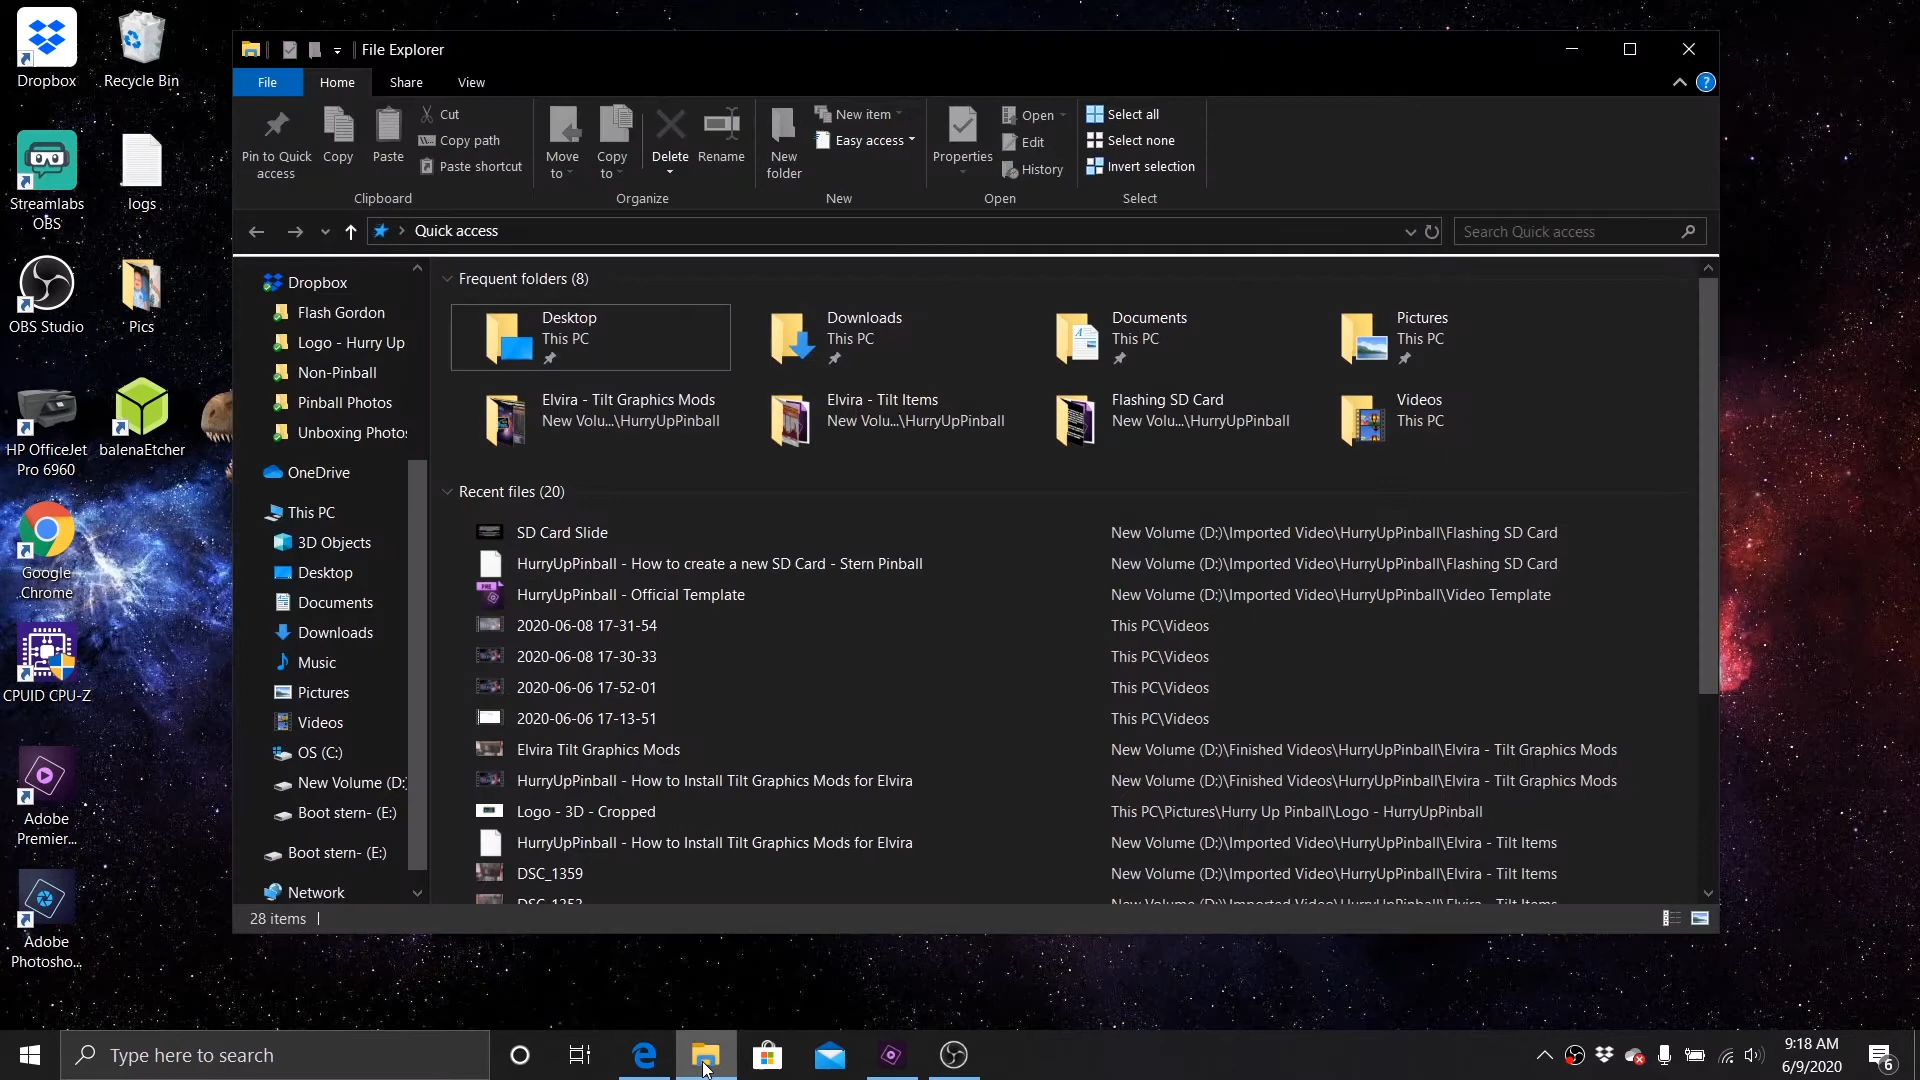 Dropbox
Recycle Bin
Streamlabs
OBS
logs
OBS Studio
Pics
HP OfficeJet
Pro 6960
balenaEtcher
Google
Chrome
CPUID CPU-Z
Adobe
Premier...
Adobe
Photosho...
File Explorer
File
Home
Share
View
Pin to Quick
access
Copy
Paste
Cut
Copy path
Paste shortcut
Clipboard
Move
to
Copy
to
Delete
Rename
Organize
New
folder
New item
Easy access
New
Properties
Open
Edit
History
Open
Select all
Select none
Invert selection
Select
Quick access
Search Quick access
Dropbox
Flash Gordon
Logo - Hurry Up
Non-Pinball
Pinball Photos
Unboxing Photos
OneDrive
This PC
3D Objects
Desktop
Documents
Downloads
Music
Pictures
Videos
OS (C:)
New Volume (D:
Boot stern- (E:)
Boot stern- (E:)
Network
Frequent folders (8)
Desktop
This PC
Downloads
This PC
Documents
This PC
Pictures
This PC
Elvira - Tilt Graphics Mods
New Volu...\HurryUpPinball
Elvira - Tilt Items
New Volu...\HurryUpPinball
Flashing SD Card
New Volu...\HurryUpPinball
Videos
This PC
Recent files (20)
SD Card Slide New Volume (D:)\Imported Video\HurryUpPinball\Flashing SD Card
HurryUpPinball - How to create a new SD Card - Stern Pinball New Volume (D:)\Imported Video\HurryUpPinball\Flashing SD Card
HurryUpPinball - Official Template New Volume (D:)\Imported Video\HurryUpPinball\Video Template
2020-06-08 17-31-54 This PC\Videos
2020-06-08 17-30-33 This PC\Videos
2020-06-06 17-52-01 This PC\Videos
2020-06-06 17-13-51 This PC\Videos
Elvira Tilt Graphics Mods New Volume (D:)\Finished Videos\HurryUpPinball\Elvira - Tilt Graphics Mods
HurryUpPinball - How to Install Tilt Graphics Mods for Elvira New Volume (D:)\Finished Videos\HurryUpPinball\Elvira - Tilt Graphics Mods
Logo - 3D - Cropped This PC\Pictures\Hurry Up Pinball\Logo - HurryUpPinball
HurryUpPinball - How to Install Tilt Graphics Mods for Elvira New Volume (D:)\Imported Video\HurryUpPinball\Elvira - Tilt Items
DSC_1359 New Volume (D:)\Imported Video\HurryUpPinball\Elvira - Tilt Items
28 items
Type here to search
9:18 AM
6/9/2020
6